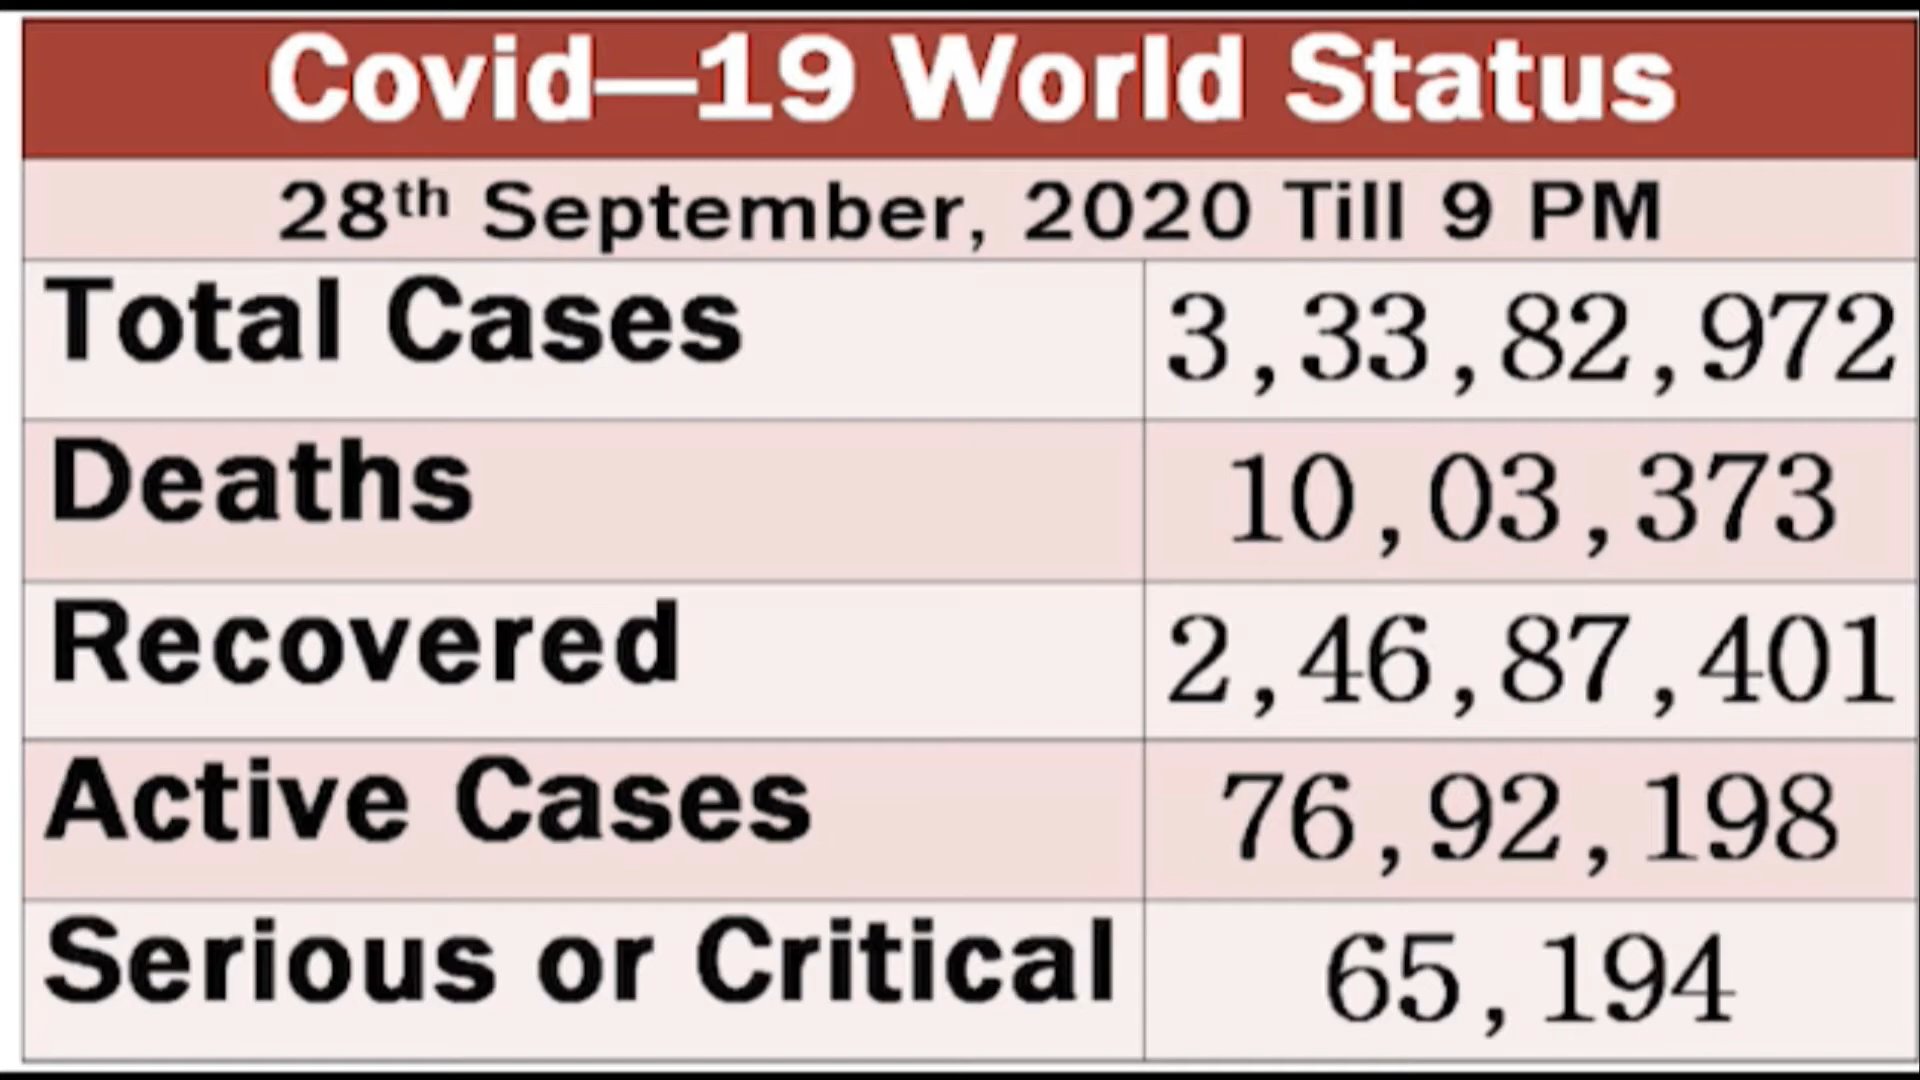 Covid—19 World Status
28th September, 2020 Till 9 PM
Total Cases 3,33,82,972
Deaths 10,03,373
Recovered 2,46,87,401
Active Cases 76,92,198
Serious or Critical 65,194